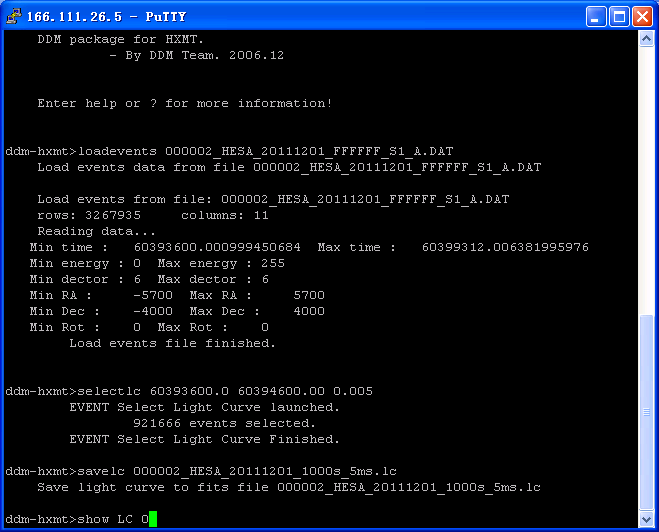 166.111.26.5 - PuTTY
DDM package for HXMT.
- By DDM Team. 2006.12
Enter help or ? for more information!
ddm-hxmt>loadevents 000002_HESA_20111201_FFFFFF_S1_A.DAT
Load events data from file 000002_HESA_20111201_FFFFFF_S1_A.DAT
Load events from file: 000002_HESA_20111201_FFFFFF_S1_A.DAT
rows: 3267935 columns: 11
Reading data...
Min time : 60393600.000999450684 Max time : 60399312.006381995976
Min energy : 0 Max energy : 255
Min dector : 6 Max dector : 6
Min RA : -5700 Max RA : 5700
Min Dec : -4000 Max Dec : 4000
Min Rot : 0 Max Rot : 0
Load events file finished.
ddm-hxmt>selectlc 60393600.0 60394600.00 0.005
EVENT Select Light Curve launched.
921666 events selected.
EVENT Select Light Curve Finished.
ddm-hxmt>savelc 000002_HESA_20111201_1000s_5ms.lc
Save light curve to fits file 000002_HESA_20111201_1000s_5ms.lc
ddm-hxmt>show LC 0